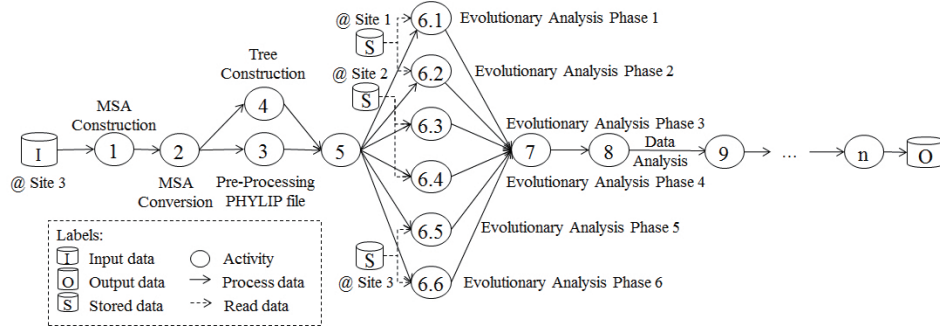 @ Site 1
S
6.1
Evolutionary Analysis Phase 1
Tree
Construction
@ Site 2
S
6.2
Evolutionary Analysis Phase 2
MSA
Construction
4
6.3
Evolutionary Analysis Phase 3
I
1
2
3
5
7
8
Data
Analysis
9
...
n
O
@ Site 3
MSA
Conversion
Pre-Processing
PHYLIP file
6.4
Evolutionary Analysis Phase 4
6.5
Evolutionary Analysis Phase 5
S
@ Site 3
6.6
Evolutionary Analysis Phase 6
Labels:
I Input data
Activity
O Output data
Process data
S Stored data
Read data